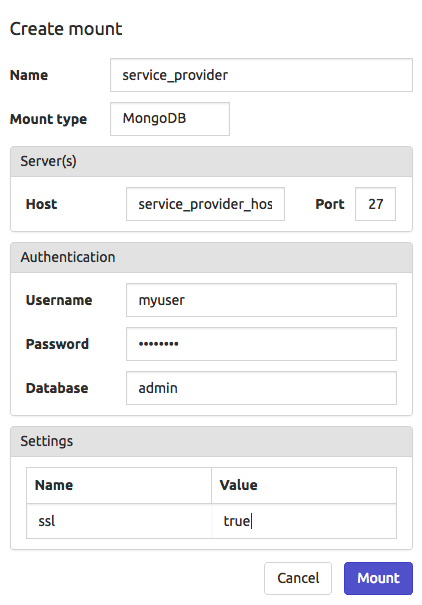 Create mount
Name service_provider
Mount type MongoDB
Server(s)
Host service_provider_hos Port 27
Authentication
Username myuser
Password ••••••••
Database admin
Settings
Name Value
ssl true
Cancel Mount